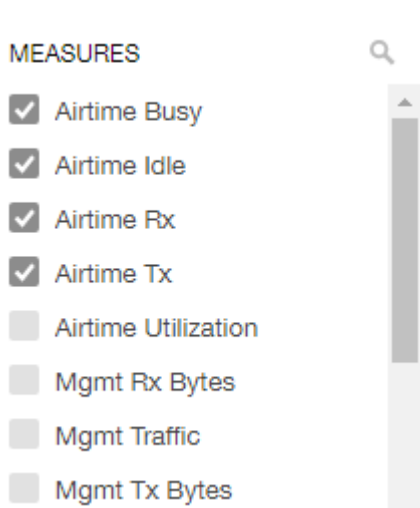 MEASURES
Airtime Busy
Airtime Idle
Airtime Rx
Airtime Tx
Airtime Utilization
Mgmt Rx Bytes
Mgmt Traffic
Mgmt Tx Bytes